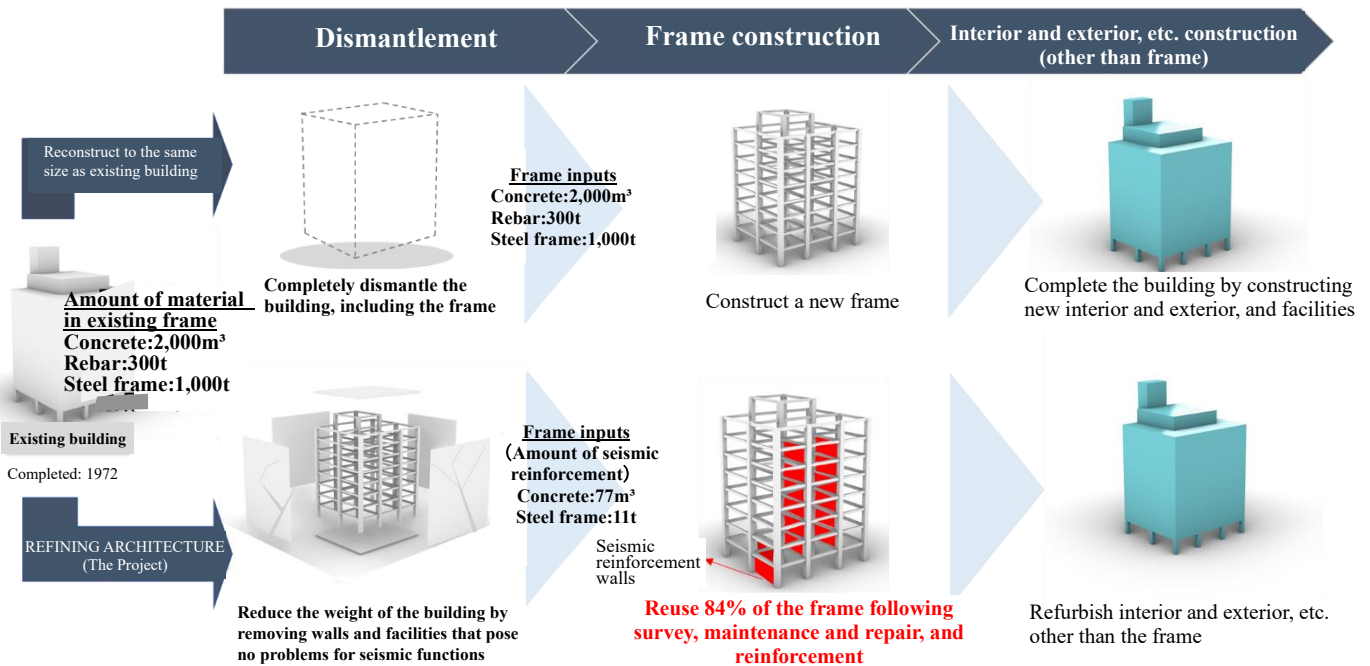 Dismantlement
Frame construction
Interior and exterior, etc. construction
(other than frame)
Reconstruct to the same
size as existing building
Frame inputs
Concrete:2,000m³
Rebar:300t
Steel frame:1,000t
Completely dismantle the
building, including the frame
Construct a new frame
Complete the building by constructing
new interior and exterior, and facilities
Amount of material
in existing frame
Concrete:2,000m³
Rebar:300t
Steel frame:1,000t
Existing building
Completed: 1972
REFINING ARCHITECTURE
(The Project)
Frame inputs
(Amount of seismic
reinforcement)
Concrete:77m³
Steel frame:11t
Seismic
reinforcement
walls
Reduce the weight of the building by
removing walls and facilities that pose
no problems for seismic functions
Reuse 84% of the frame following
survey, maintenance and repair, and
reinforcement
Refurbish interior and exterior, etc.
other than the frame